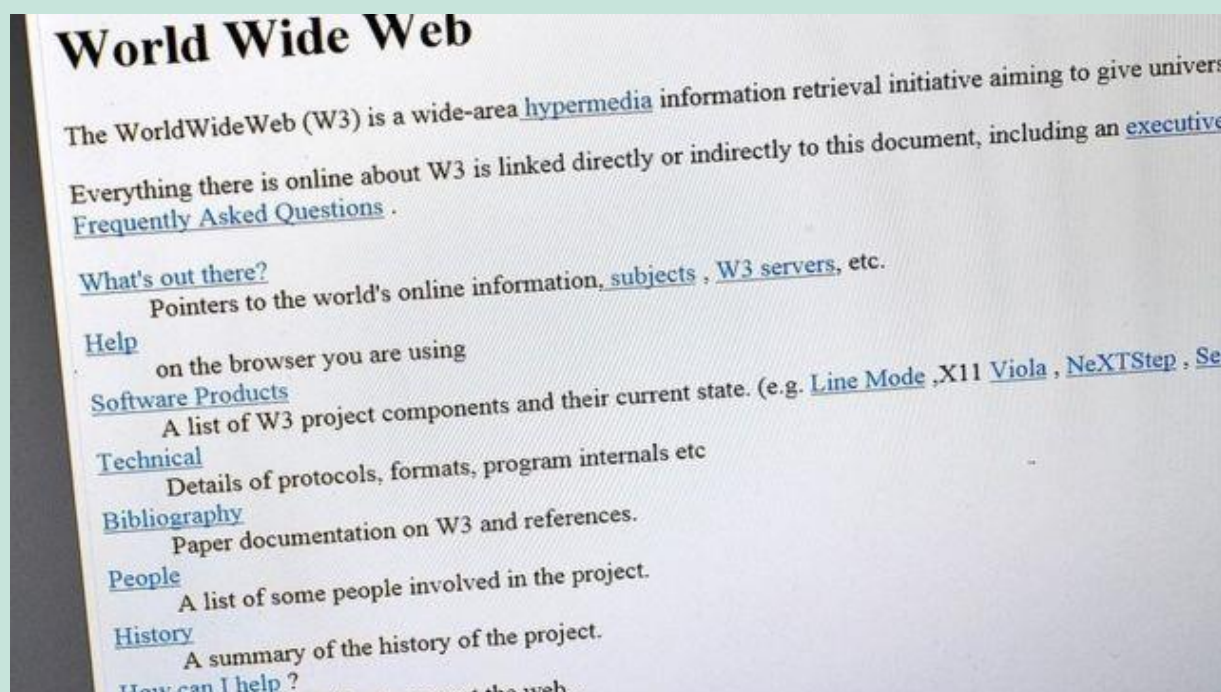 World Wide Web
The WorldWideWeb (W3) is a wide-area hypermedia information retrieval initiative aiming to give
Everything there is online about W3 is linked directly or indirectly to this document, including an executive
Frequently Asked Questions .
What's out there?
Pointers to the world's online information, subjects , W3 servers, etc.
Help
on the browser you are using
Software Products
A list of W3 project components and their current state. (e.g. Line Mode ,X11 Viola , NeXTStep ,
Technical
Details of protocols, formats, program internals etc
Bibliography
Paper documentation on W3 and references.
People
A list of some people involved in the project.
History
A summary of the history of the project.
How can I help ?
the web